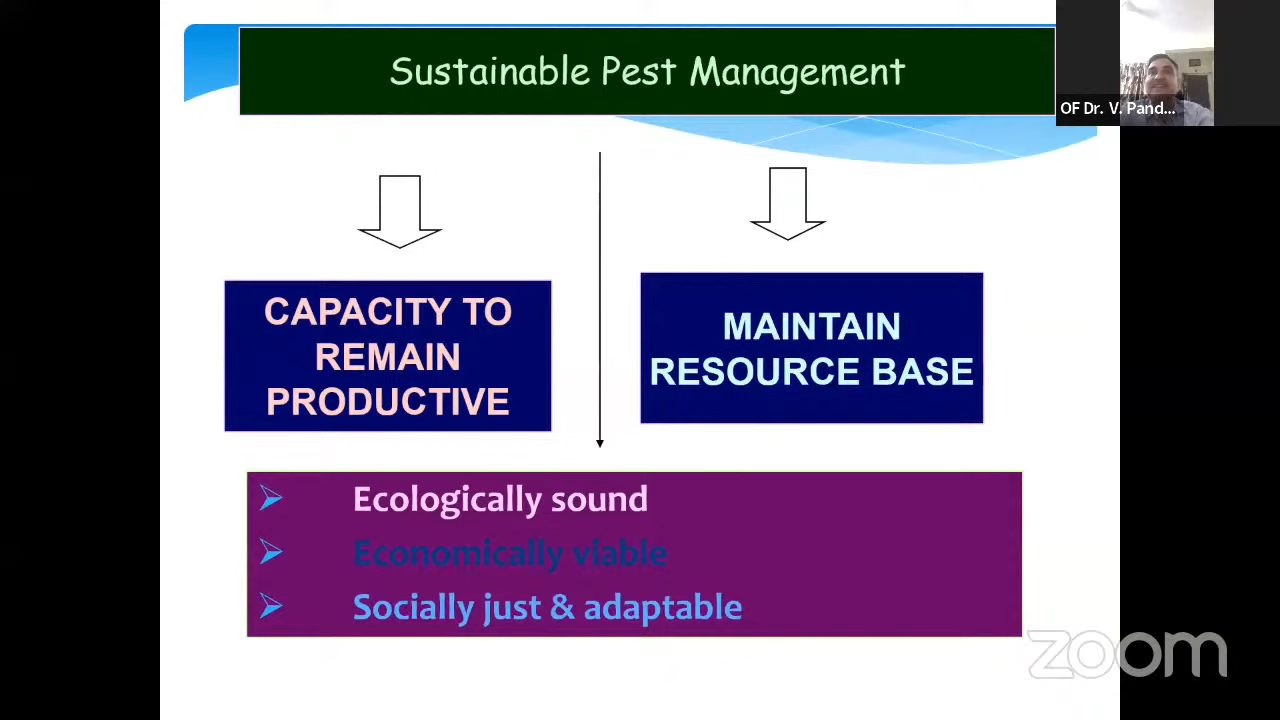 Sustainable Pest Management
OF Dr. V. Pand...
CAPACITY TO
REMAIN
PRODUCTIVE
MAINTAIN
RESOURCE BASE
Ecologically sound
Economically viable
Socially just & adaptable
zoom